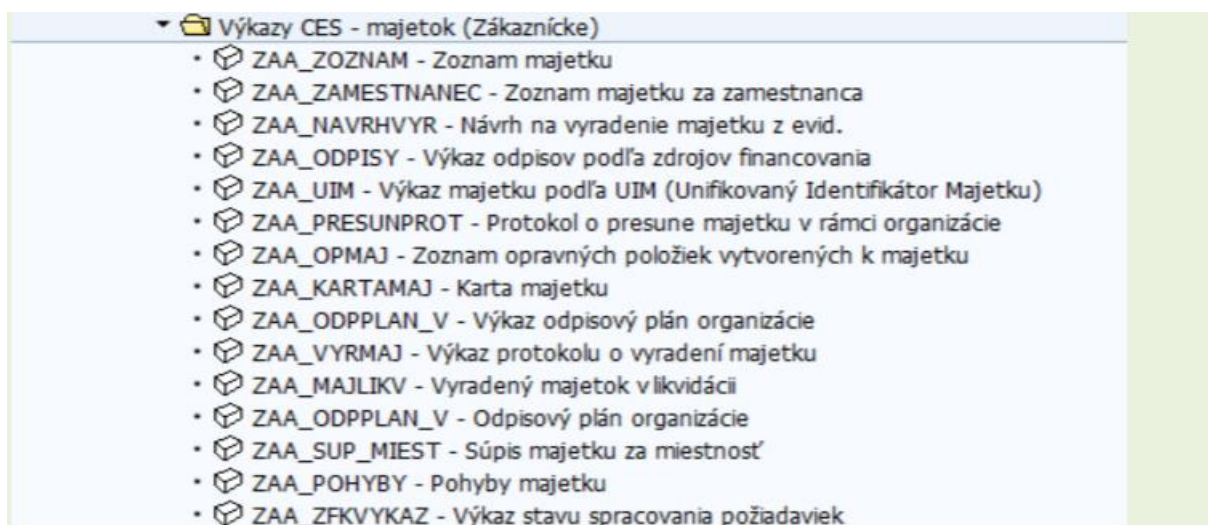 Výkazy CES - majetok (Zákaznícke)
ZAA_ZOZNAM - Zoznam majetku
ZAA_ZAMESTNANEC - Zoznam majetku za zamestnanca
ZAA_NAVRHVYR - Návrh na vyradenie majetku z evid.
ZAA_ODPISY - Výkaz odpisov podľa zdrojov financovania
ZAA_UIM - Výkaz majetku podľa UIM (Unifikovaný Identifikátor Majetku)
ZAA_PRESUNPROT - Protokol o presune majetku v rámci organizácie
ZAA_OPMAJ - Zoznam opravných položiek vytvorených k majetku
ZAA_KARTAMAJ - Karta majetku
ZAA_ODPPLAN_V - Výkaz odpisový plán organizácie
ZAA_VYRMAJ - Výkaz protokolu o vyradení majetku
ZAA_MAJLIKV - Vyradený majetok v likvidácii
ZAA_ODPPLAN_V - Odpisový plán organizácie
ZAA_SUP_MIEST - Súpis majetku za miestnosť
ZAA_POHYBY - Pohyby majetku
ZAA_ZFKVYKAZ - Výkaz stavu spracovania požiadaviek